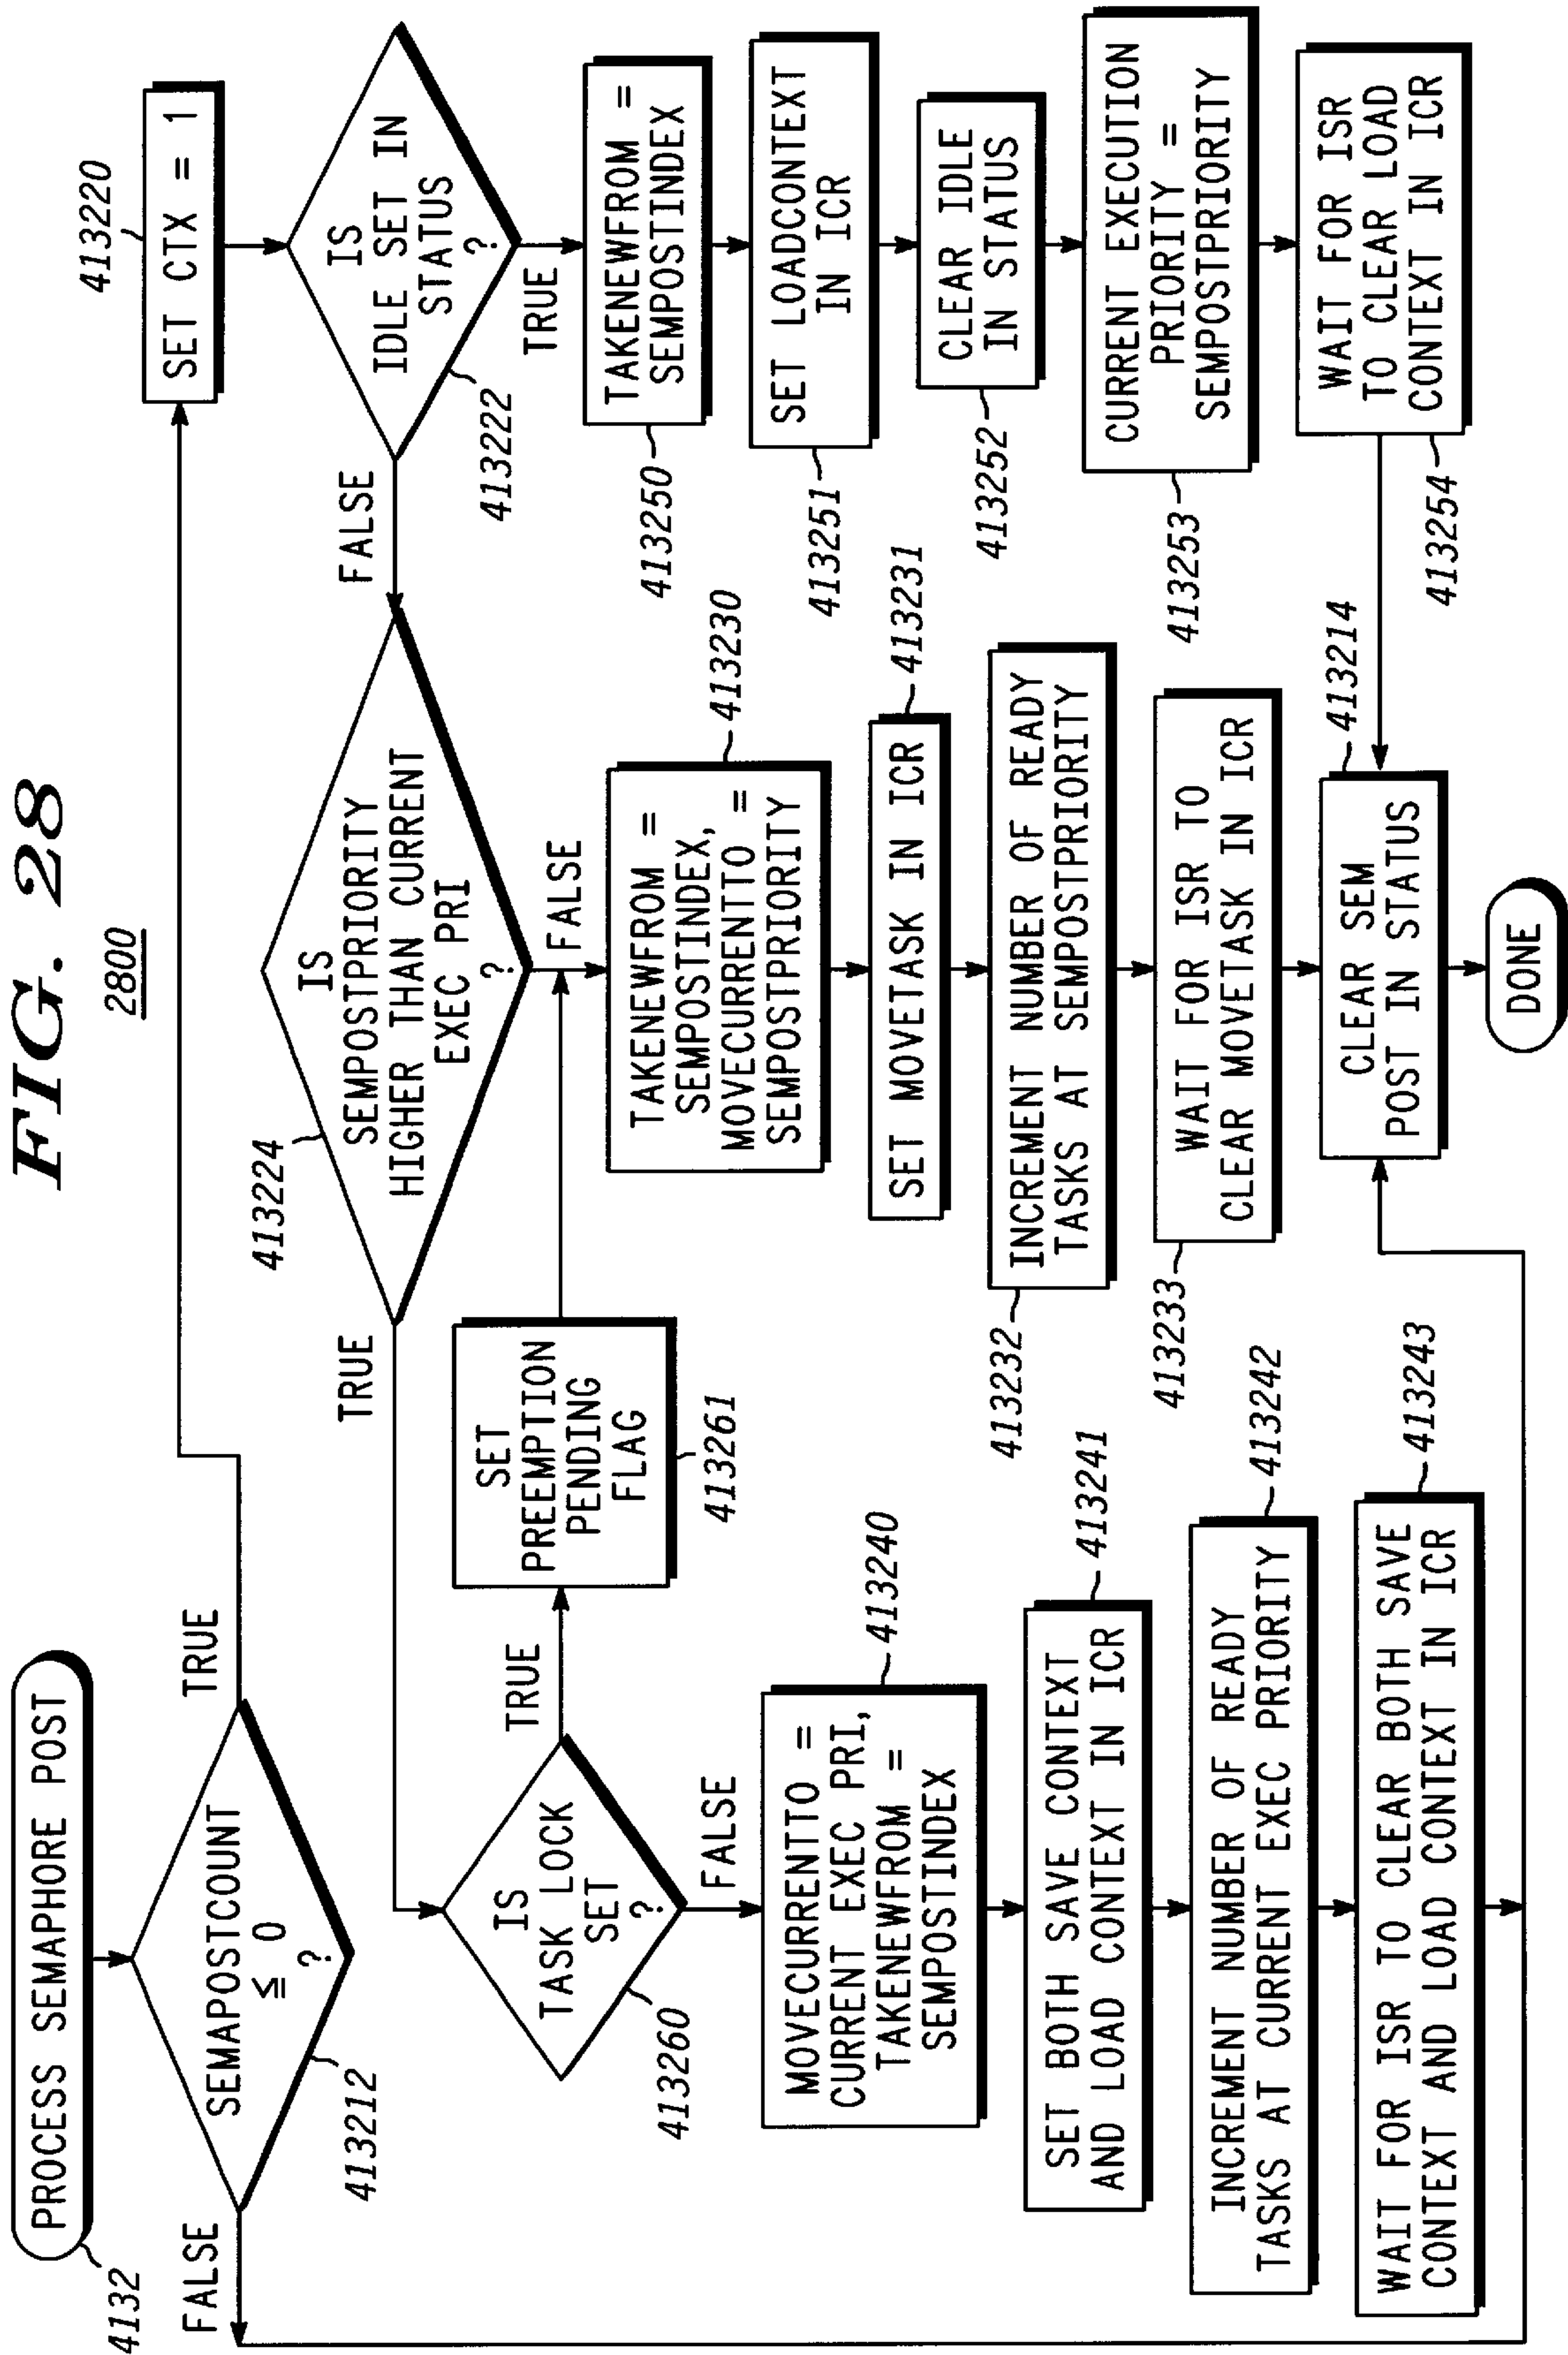 FIG. 28
2800
PROCESS SEMAPHORE POST
4132
SEMAPOSTCOUNT
≤ 0
?
413212
FALSE
TRUE
413220
SET CTX = 1
IS
IDLE SET IN
STATUS
?
413222
FALSE
TRUE
413224
IS
SEMPOSTPRIORITY
HIGHER THAN CURRENT
EXEC PRI
?
TRUE
FALSE
IS
TASK LOCK
SET
?
413260
TRUE
FALSE
SET
PREEMPTION
PENDING
FLAG
413261
MOVECURRENTTO =
CURRENT EXEC PRI,
TAKENEWFROM =
SEMPOSTINDEX
413240
SET BOTH SAVE CONTEXT
AND LOAD CONTEXT IN ICR
413241
INCREMENT NUMBER OF READY
TASKS AT CURRENT EXEC PRIORITY
413242
WAIT FOR ISR TO CLEAR BOTH SAVE
CONTEXT AND LOAD CONTEXT IN ICR
413243
TAKENEWFROM =
SEMPOSTINDEX,
MOVECURRENTTO =
SEMPOSTPRIORITY
413230
SET MOVETASK IN ICR
413231
INCREMENT NUMBER OF READY
TASKS AT SEMPOSTPRIORITY
413232
WAIT FOR ISR TO
CLEAR MOVETASK IN ICR
413233
TAKENEWFROM =
SEMPOSTINDEX
413250
SET LOADCONTEXT
IN ICR
413251
CLEAR IDLE
IN STATUS
413252
CURRENT EXECUTION
PRIORITY =
SEMPOSTPRIORITY
413253
WAIT FOR ISR
TO CLEAR LOAD
CONTEXT IN ICR
413254
CLEAR SEM
POST IN STATUS
413214
DONE